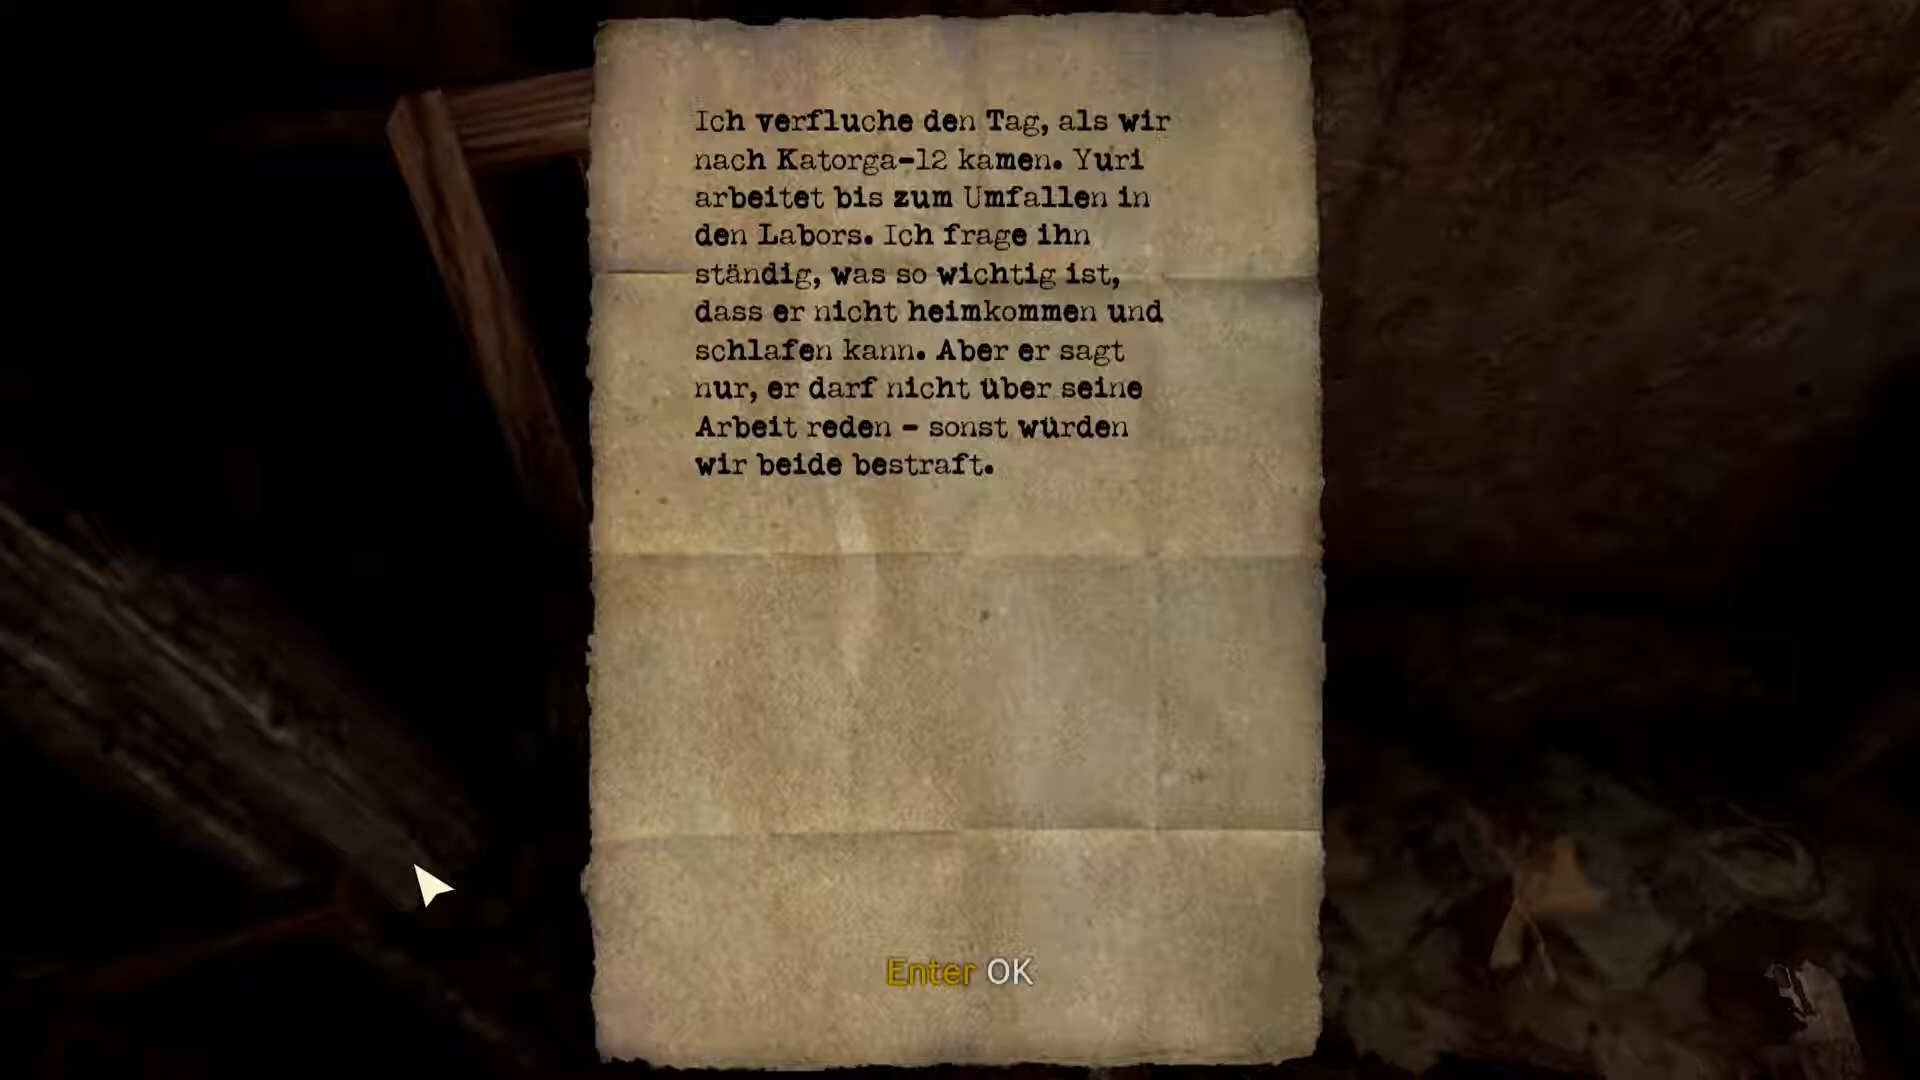 Ich verfluche den Tag, als wir
nach Katorga-12 kamen. Yuri
arbeitet bis zum Umfallen in
den Labors. Ich frage ihn
ständig, was so wichtig ist,
dass er nicht heimkommen und
schlafen kann. Aber er sagt
nur, er darf nicht über seine
Arbeit reden - sonst würden
wir beide bestraft.
Enter OK